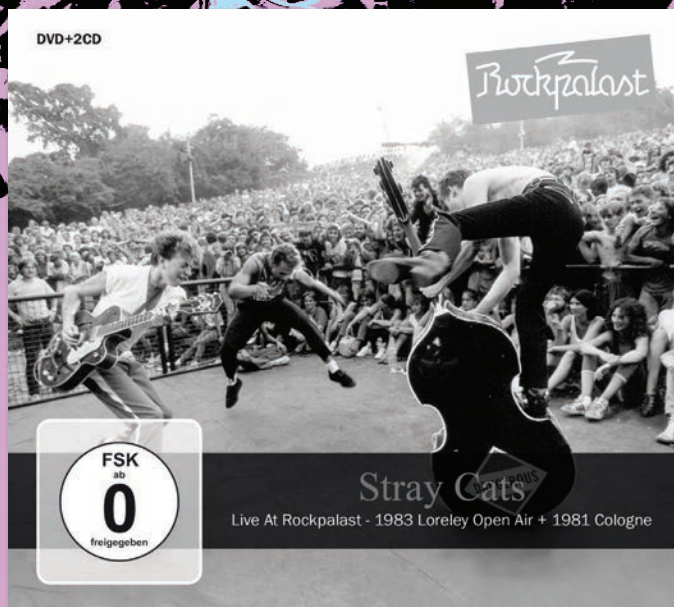 DVD+2CD
Rockpalast
FSK
ab
0
freigegeben
Stray Cats
Live At Rockpalast - 1983 Loreley Open Air + 1981 Cologne